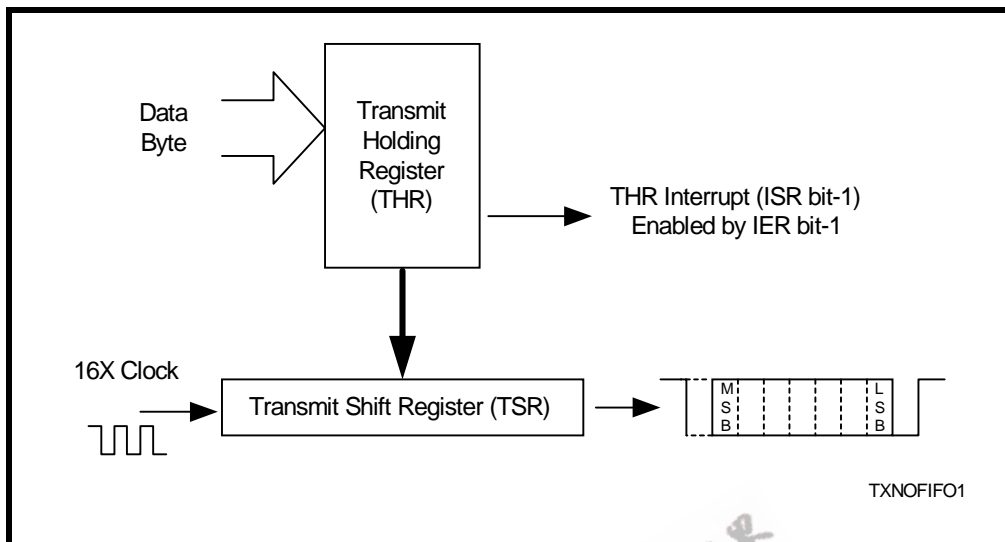 Data
Byte
Transmit
Holding
Register
(THR)
THR Interrupt (ISR bit-1)
Enabled by IER bit-1
16X Clock
Transmit Shift Register (TSR)
M
S
B
L
S
B
TXNOFIFO1